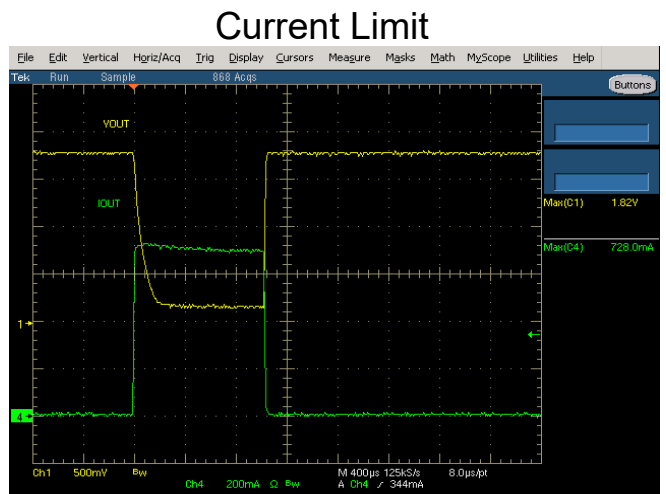 Current Limit
File Edit Vertical Horiz/Acq Trig Display Cursors Measure Masks Math MyScope Utilities Help
Tek Run Sample 868 Acqs
Buttons
VOUT
IOUT
Max(C1) 1.82V
Max(C4) 728.0mA
1
4
Ch1 500mV Bw M 400µs 125kS/s 8.0µs/pt
Ch4 200mA Ω Bw A Ch4 ⁄ 344mA